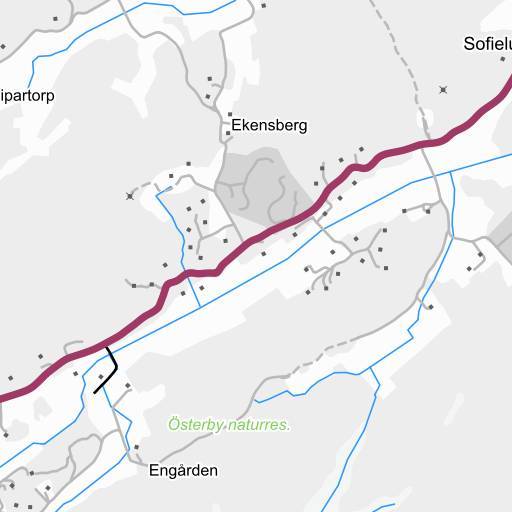 Sofielu
ipartorp
Ekensberg
Österby naturres.
Engården